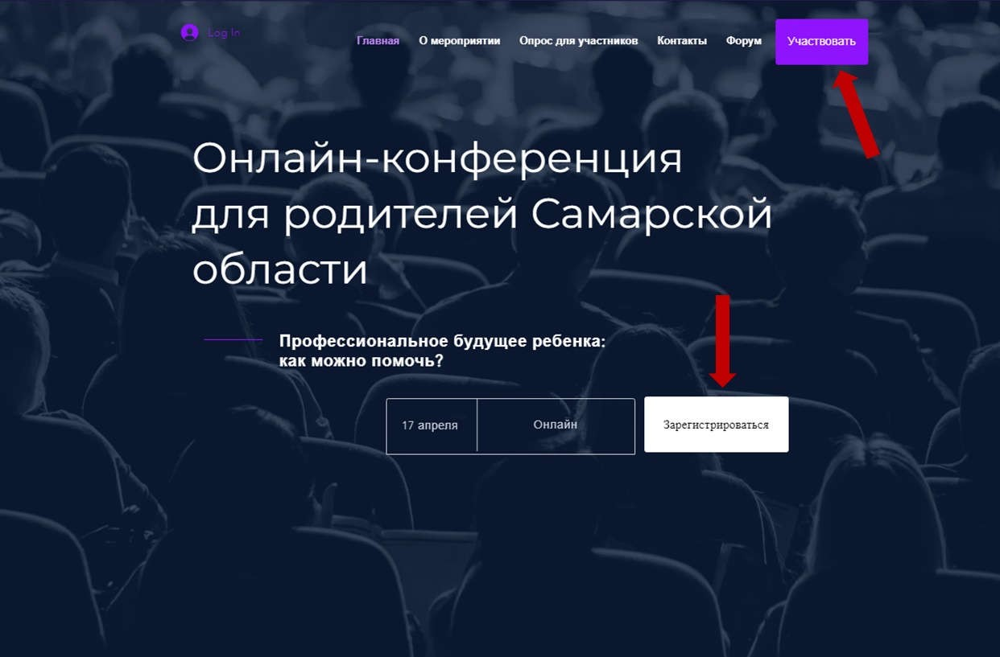 Log In
Главная О мероприятии Опрос для участников Контакты Форум Участвовать
Онлайн-конференция
для родителей Самарской
области
Профессиональное будущее ребенка:
как можно помочь?
17 апреля Онлайн Зарегистрироваться